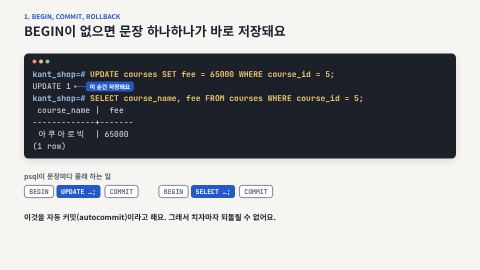 1. BEGIN, COMMIT, ROLLBACK
BEGIN이 없으면 문장 하나하나가 바로 저장돼요
kant_shop=# UPDATE courses SET fee = 65000 WHERE course_id = 5;
UPDATE 1 이 순간 저장돼요
kant_shop=# SELECT course_name, fee FROM courses WHERE course_id = 5;
course_name | fee
-------------+-------
아쿠아로빅 | 65000
(1 row)
psql이 문장마다 몰래 하는 일
BEGIN UPDATE …; COMMIT BEGIN SELECT …; COMMIT
이것을 자동 커밋(autocommit)이라고 해요. 그래서 치자마자 되돌릴 수 없어요.